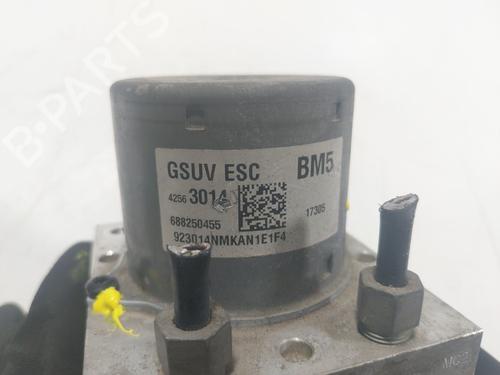 B-PARTS
GSUV ESC BM5
4256 3014
688250455 17305
923014NMKAN1E1F4